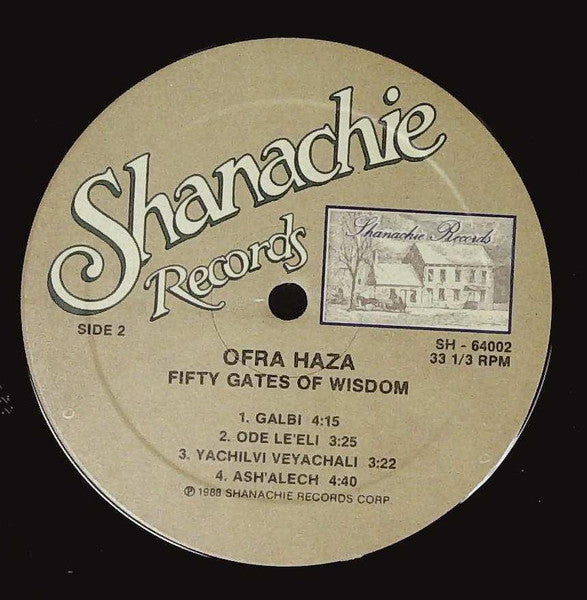 Shanachie
Records
Shanachie Records
SIDE 2
SH - 64002
33 1/3 RPM
OFRA HAZA
FIFTY GATES OF WISDOM
1. GALBI 4:15
2. ODE LE'ELI 3:25
3. YACHILVI VEYACHALI 3:22
4. ASH'ALECH 4:40
℗ 1988 SHANACHIE RECORDS CORP.